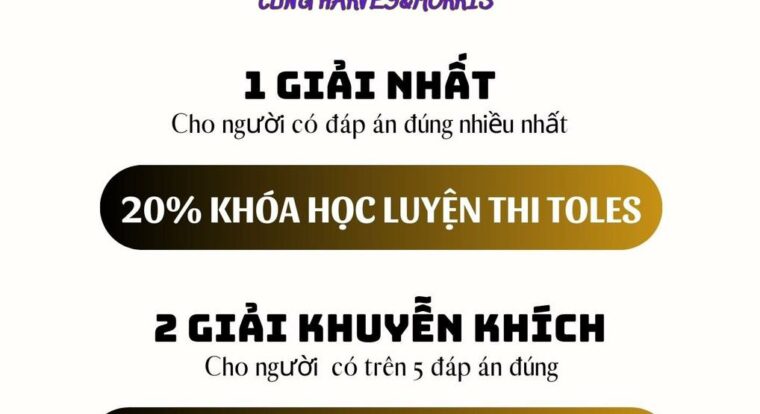 CÙNG HARVEY&MORRIS
1 GIẢI NHẤT
Cho người có đáp án đúng nhiều nhất
20% KHÓA HỌC LUYỆN THI TOLES
2 GIẢI KHUYẾN KHÍCH
Cho người có trên 5 đáp án đúng